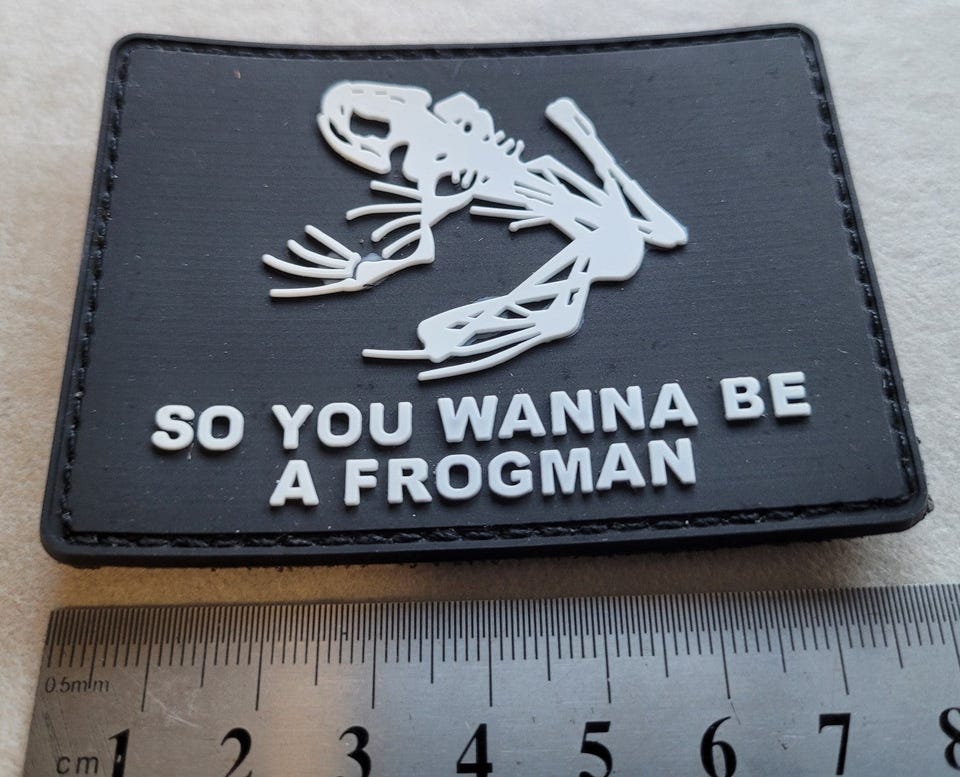 SO YOU WANNA BE
A FROGMAN
0.5mm
cm 1 2 3 4 5 6 7 8